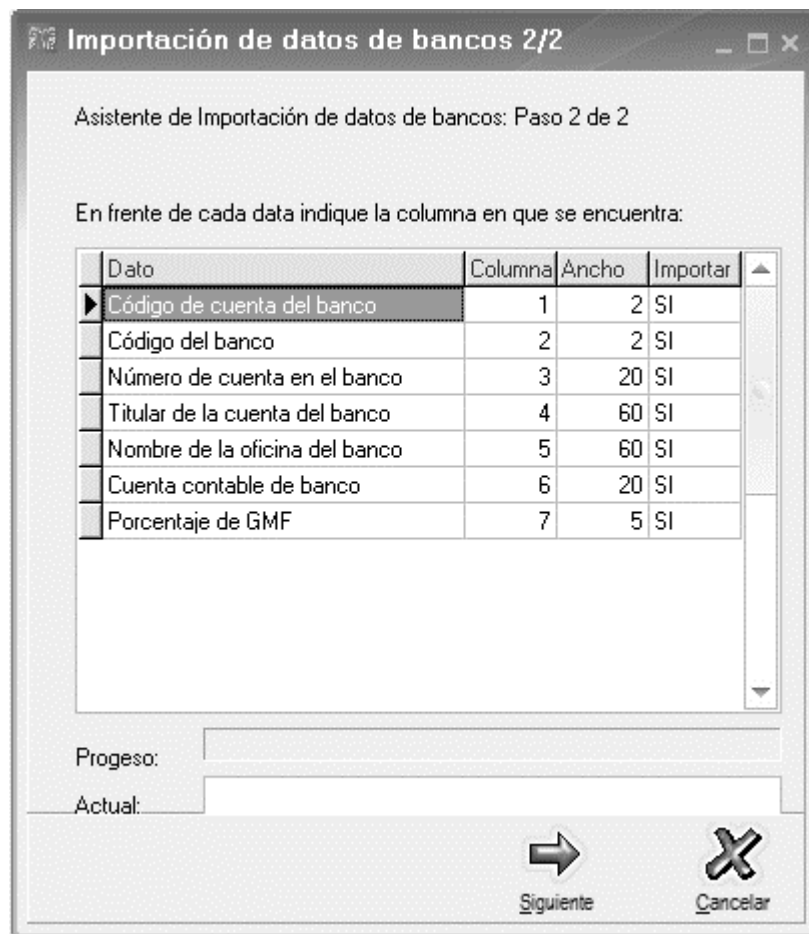 Importación de datos de bancos 2/2
Asistente de Importación de datos de bancos: Paso 2 de 2
En frente de cada data indique la columna en que se encuentra:
Dato Columna Ancho Importar
Código de cuenta del banco 1 2 SI
Código del banco 2 2 SI
Número de cuenta en el banco 3 20 SI
Titular de la cuenta del banco 4 60 SI
Nombre de la oficina del banco 5 60 SI
Cuenta contable de banco 6 20 SI
Porcentaje de GMF 7 5 SI
Progeso:
Actual:
Siguiente Cancelar